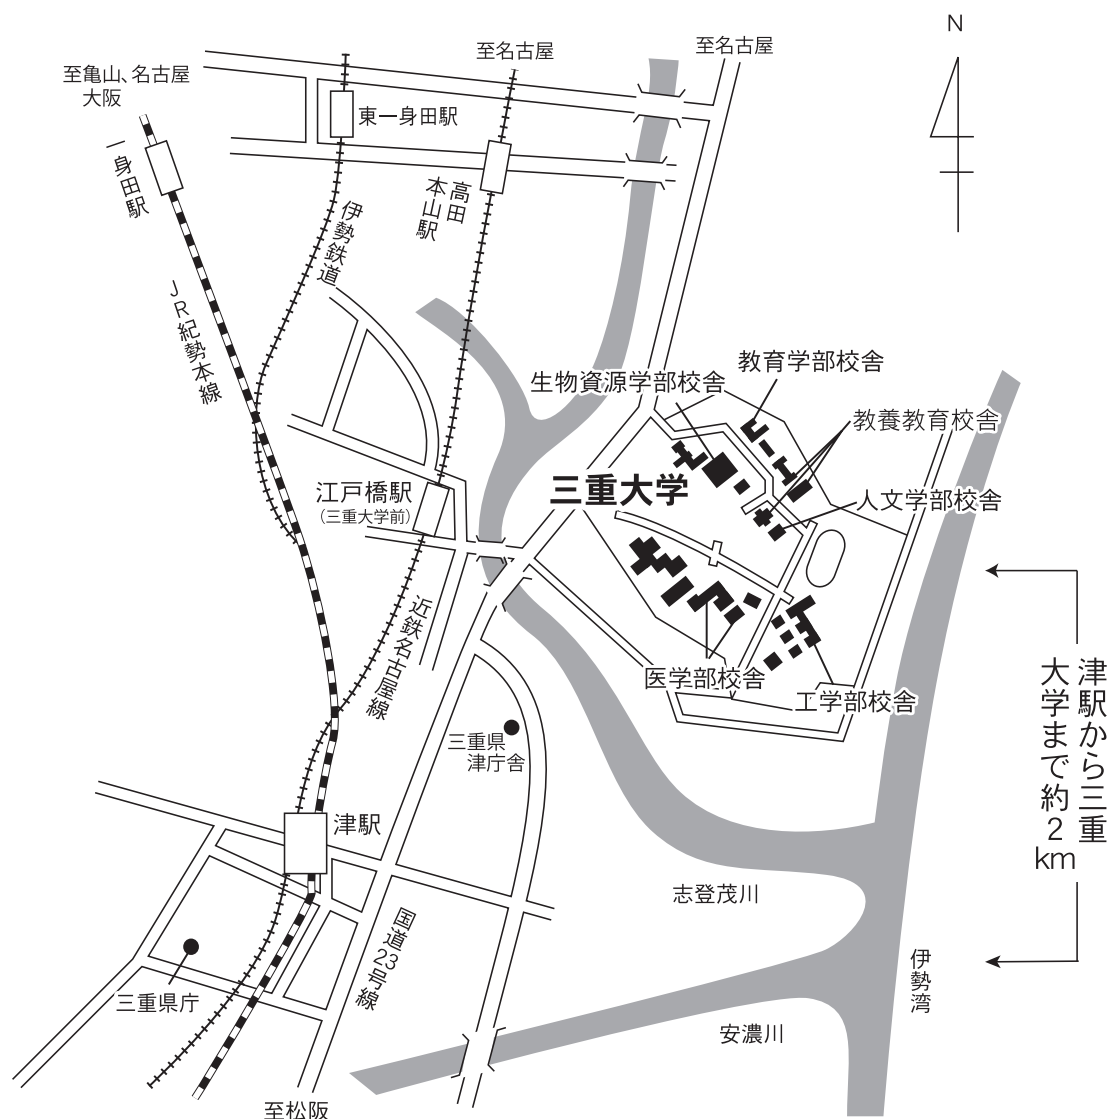 N
至名古屋
至名古屋
至亀山、名古屋
大阪
東一身田駅
一身田駅
高田
本山駅
伊勢鉄道
JR紀勢本線
教育学部校舎
生物資源学部校舎
教養教育校舎
三重大学
江戸橋駅
(三重大学前)
人文学部校舎
近鉄名古屋線
医学部校舎
工学部校舎
津駅から三重
大学まで約2
km
三重県
津庁舎
津駅
志登茂川
国道23号線
伊勢湾
三重県庁
安濃川
至松阪